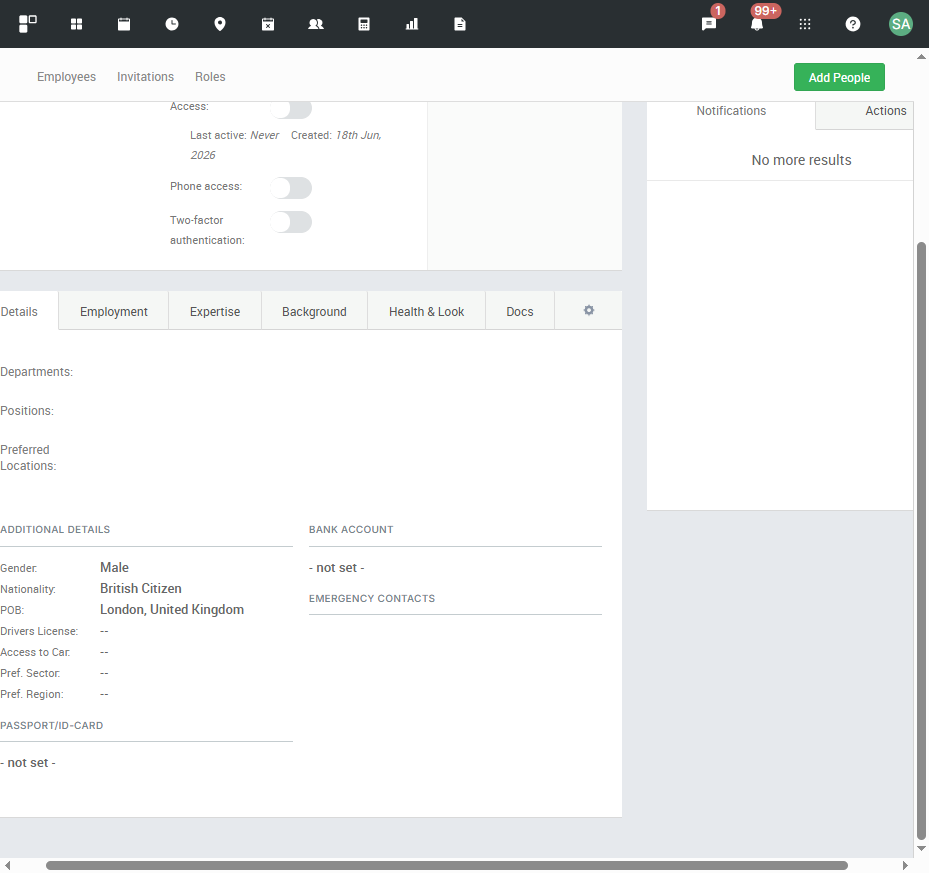 1
99+
SA
Employees Invitations Roles
Add People
Access:
Last active: Never Created: 18th Jun,
2026
Phone access:
Two-factor
authentication:
Notifications Actions
No more results
Details Employment Expertise Background Health & Look Docs
Departments:
Positions:
Preferred
Locations:
ADDITIONAL DETAILS
Gender: Male
Nationality: British Citizen
POB: London, United Kingdom
Drivers License: --
Access to Car: --
Pref. Sector: --
Pref. Region: --
PASSPORT/ID-CARD
- not set -
BANK ACCOUNT
- not set -
EMERGENCY CONTACTS